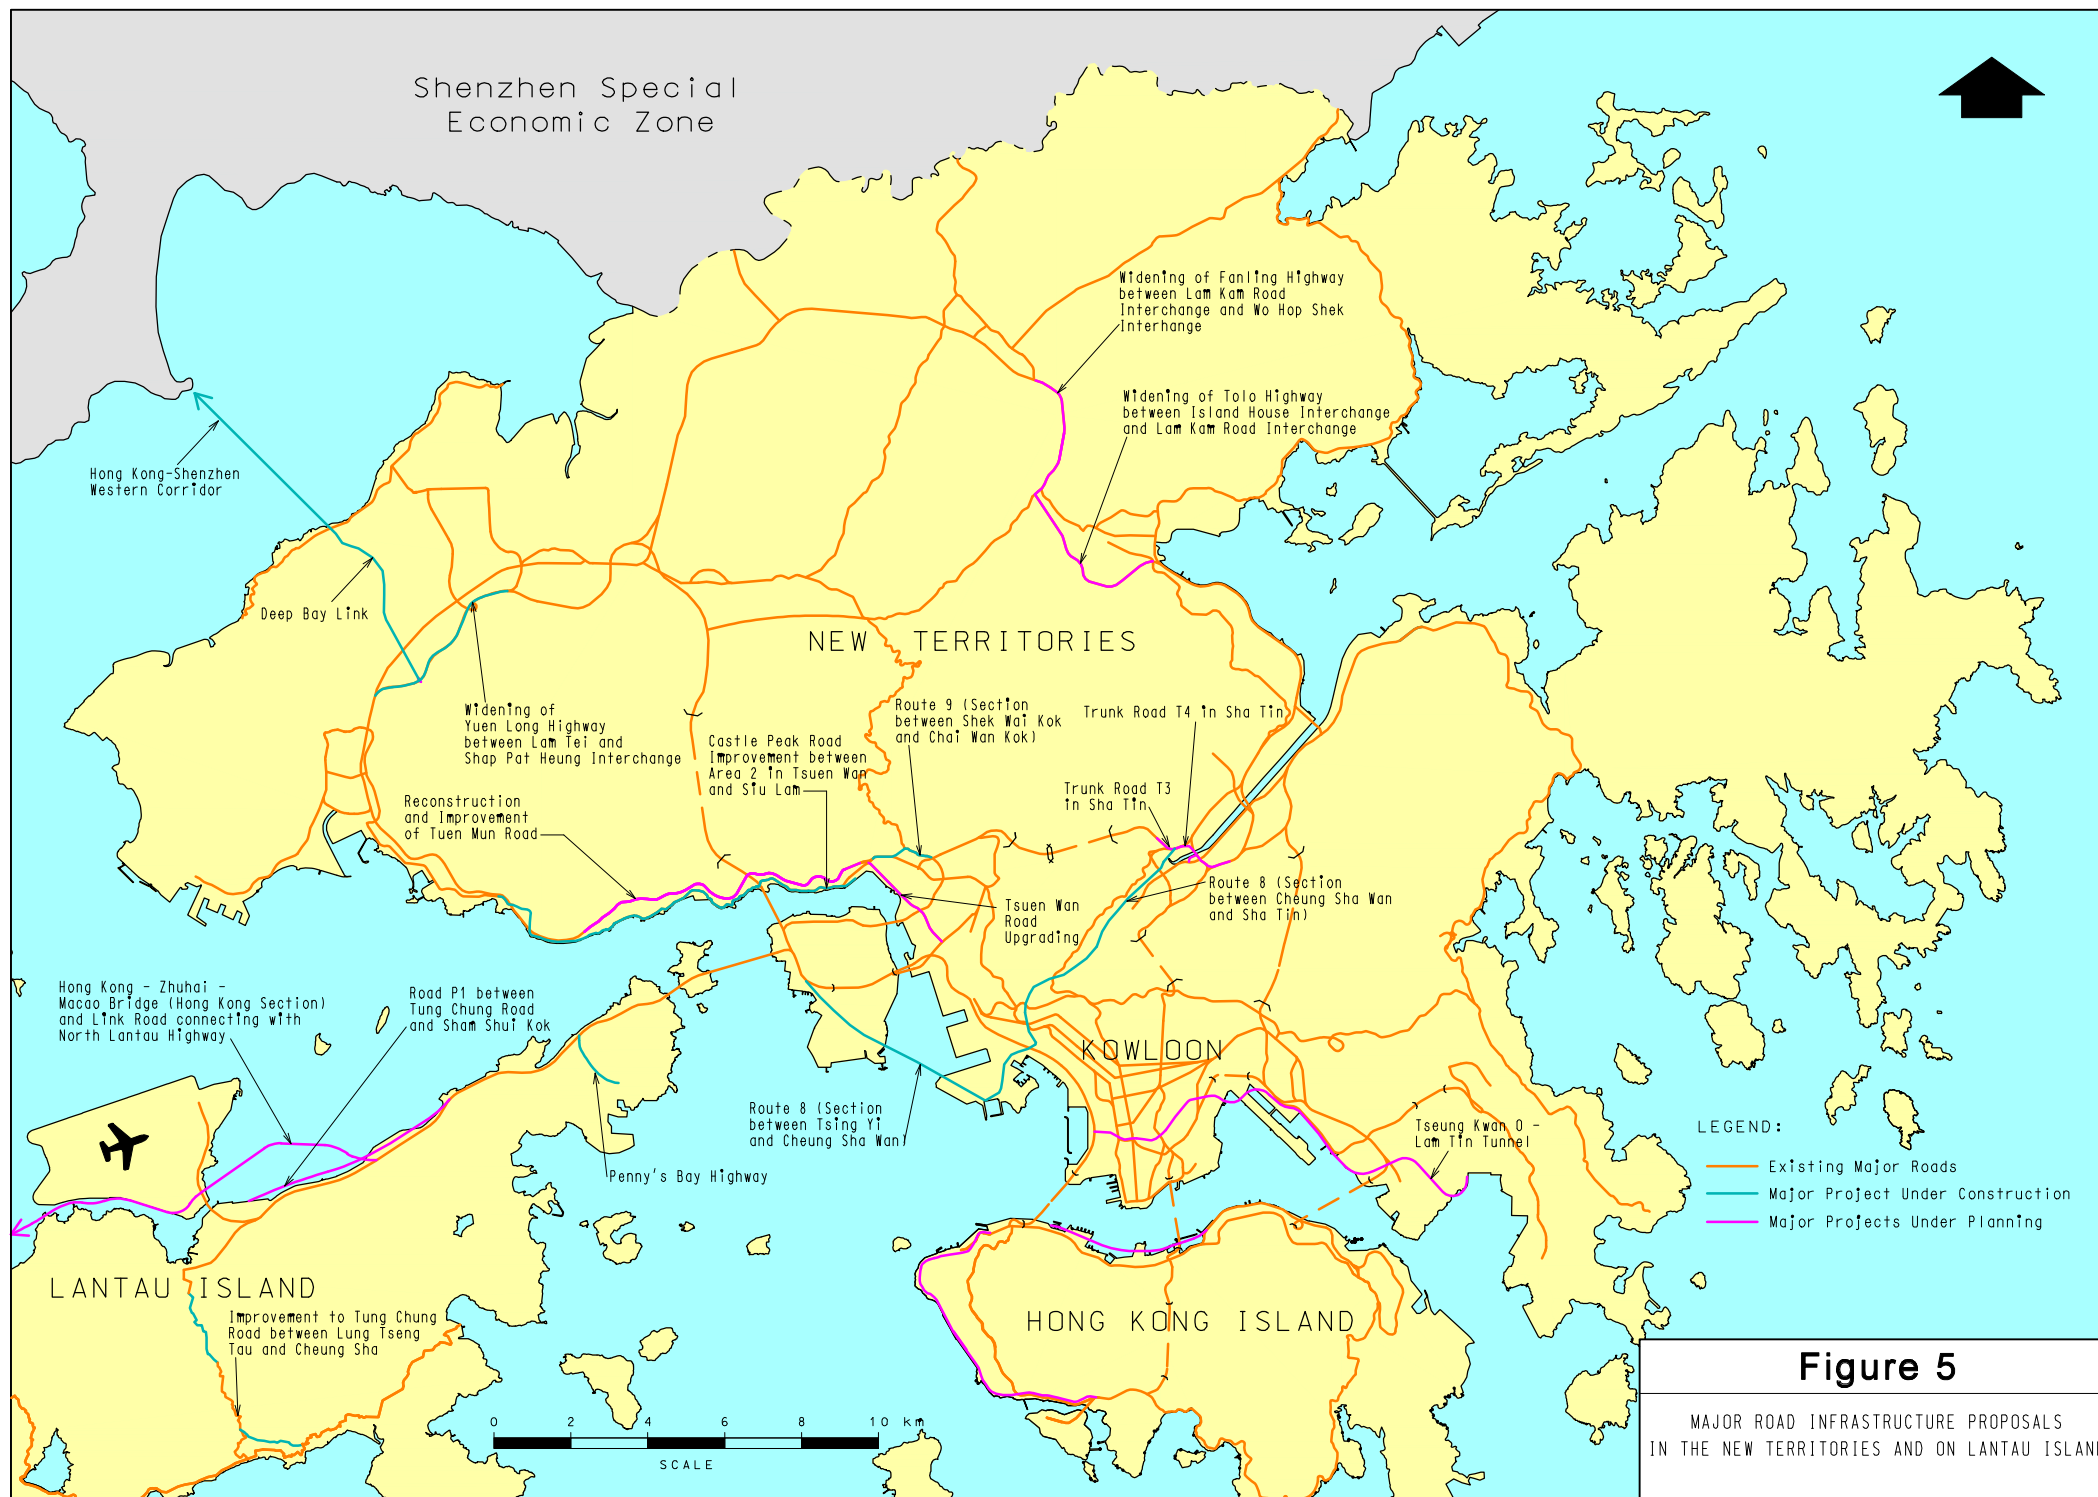 Shenzhen Special
Economic Zone
Widening of Fanling Highway
between Lam Kam Road
Interchange and Wo Hop Shek
Interhange
Widening of Tolo Highway
between Island House Interchange
and Lam Kam Road Interchange
Hong Kong-Shenzhen
Western Corridor
Deep Bay Link
NEW TERRITORIES
Widening of
Yuen Long Highway
between Lam Tei and
Shap Pat Heung Interchange
Route 9 (Section
between Shek Wai Kok
and Chai Wan Kok)
Trunk Road T4 in Sha Tin
Castle Peak Road
Improvement between
Area 2 in Tsuen Wan
and Siu Lam
Trunk Road T3
in Sha Tin
Reconstruction
and Improvement
of Tuen Mun Road
Route 8 (Section
between Cheung Sha Wan
and Sha Tin)
Tsuen Wan
Road
Upgrading
Hong Kong - Zhuhai -
Macao Bridge (Hong Kong Section)
and Link Road connecting with
North Lantau Highway
Road P1 between
Tung Chung Road
and Sham Shui Kok
KOWLOON
Route 8 (Section
between Tsing Yi
and Cheung Sha Wan)
Penny's Bay Highway
Tseung Kwan O -
Lam Tin Tunnel
LEGEND:
Existing Major Roads
Major Project Under Construction
Major Projects Under Planning
LANTAU ISLAND
Improvement to Tung Chung
Road between Lung Tseng
Tau and Cheung Sha
HONG KONG ISLAND
0 2 4 6 8 10 km
SCALE
Figure 5
MAJOR ROAD INFRASTRUCTURE PROPOSALS
IN THE NEW TERRITORIES AND ON LANTAU ISLAND